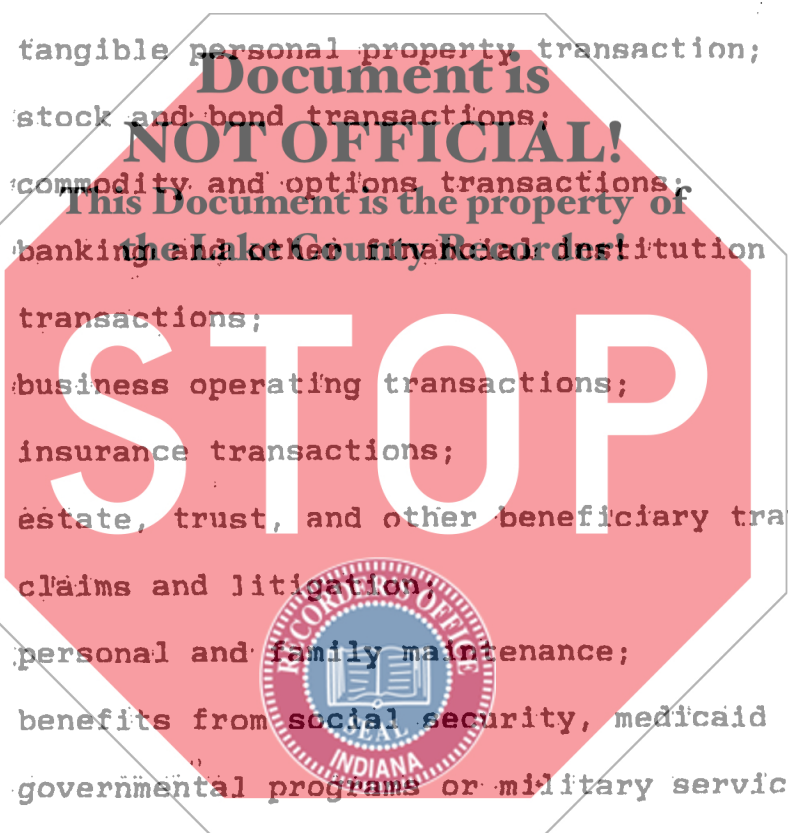 tangible personal property transaction;
Document is
stock and bond transactions;
NOT OFFICIAL!
commodity and options transactions;
This Document is the property of
banking and other financial institution
the Lake County Recorder!
transactions;
STOP
business operating transactions;
insurance transactions;
estate, trust, and other beneficiary tra
claims and litigation;
RECORDER'S OFFICE
personal and family maintenance;
benefits from social security, medicaid
SEAL
INDIANA
governmental programs or military servic